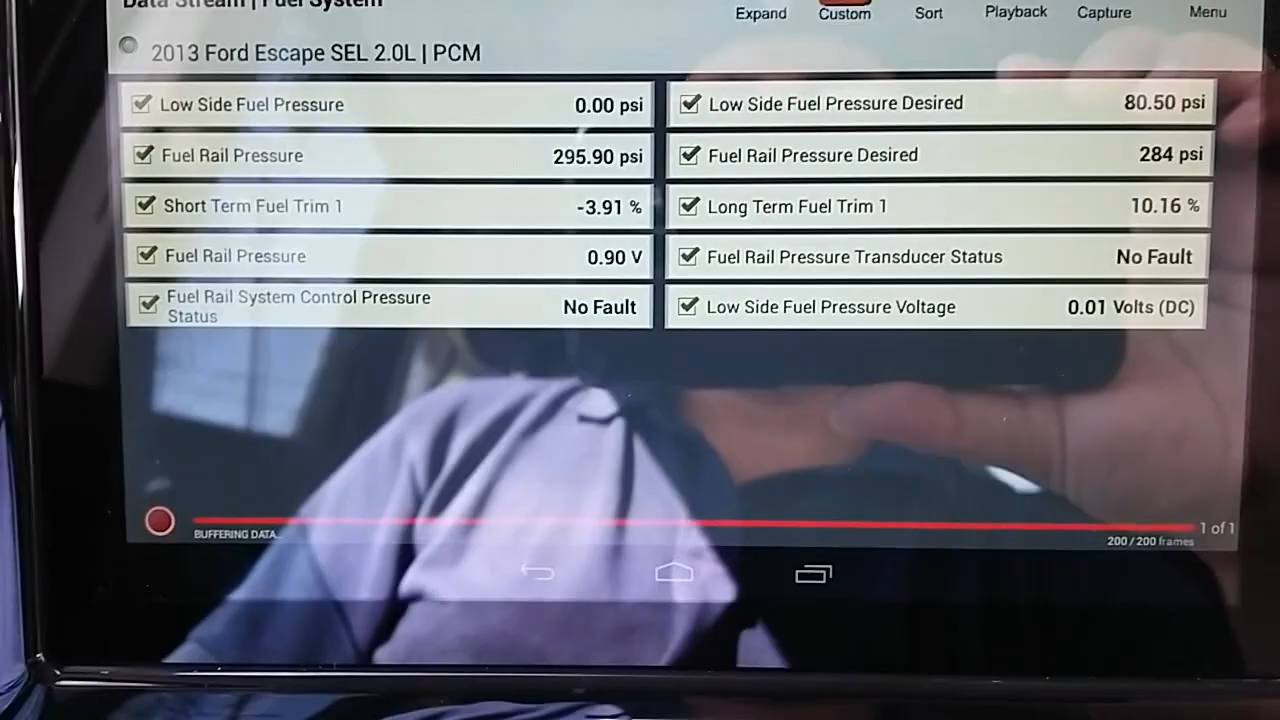 Data Stream | Fuel System
Expand Custom Sort Playback Capture Menu
2013 Ford Escape SEL 2.0L | PCM
Low Side Fuel Pressure 0.00 psi
Low Side Fuel Pressure Desired 80.50 psi
Fuel Rail Pressure 295.90 psi
Fuel Rail Pressure Desired 284 psi
Short Term Fuel Trim 1 -3.91 %
Long Term Fuel Trim 1 10.16 %
Fuel Rail Pressure 0.90 V
Fuel Rail Pressure Transducer Status No Fault
Fuel Rail System Control Pressure
Status No Fault
Low Side Fuel Pressure Voltage 0.01 Volts (DC)
1 of 1
BUFFERING DATA...
200 / 200 frames